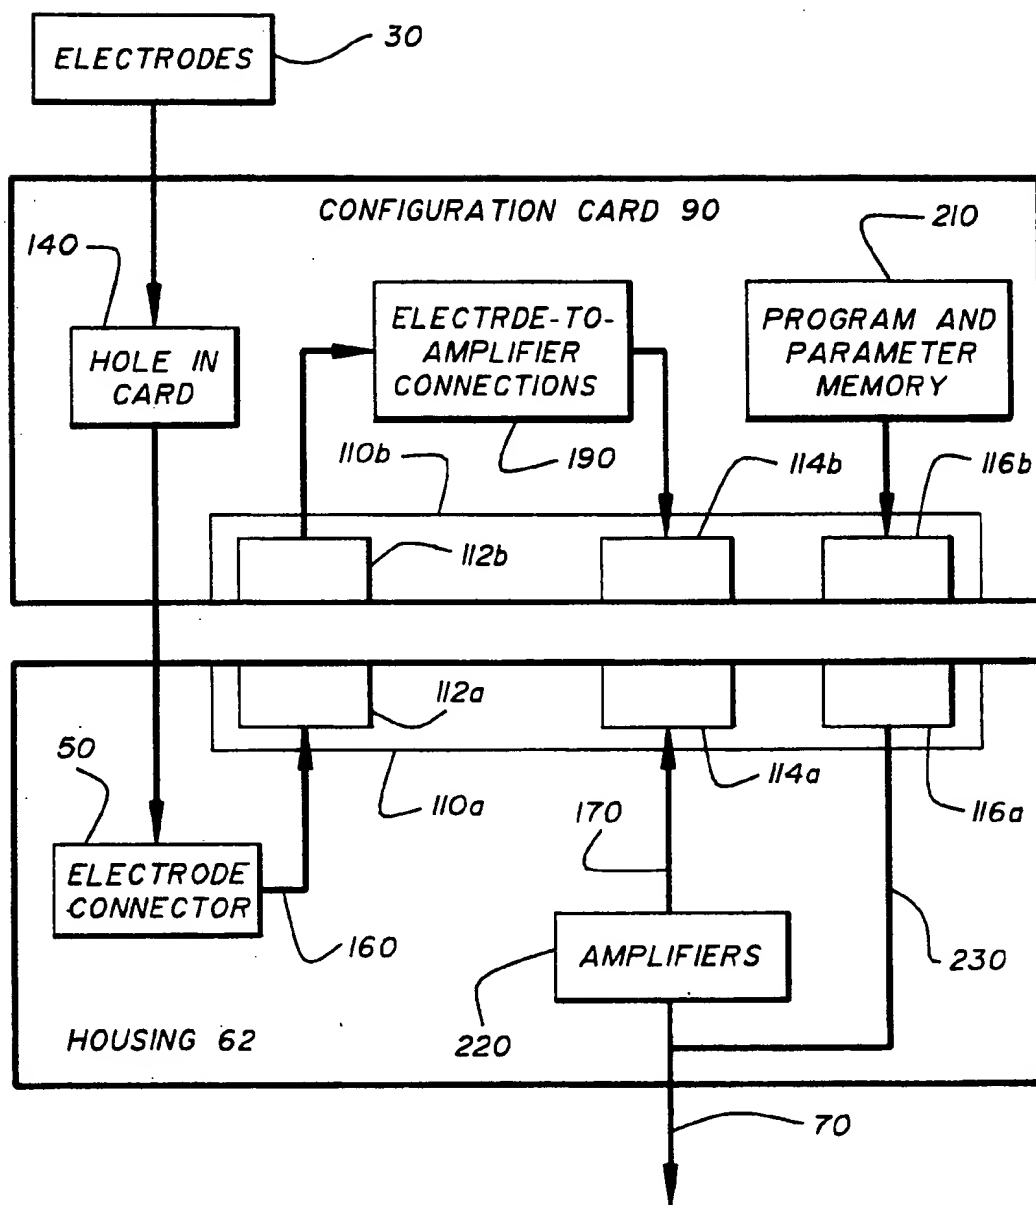 ELECTRODES
30
CONFIGURATION CARD 90
140
210
HOLE IN
CARD
ELECTRDE-TO-
AMPLIFIER
CONNECTIONS
PROGRAM AND
PARAMETER
MEMORY
110b
190
114b
116b
112b
112a
50
110a
114a
116a
170
ELECTRODE
CONNECTOR
160
AMPLIFIERS
230
HOUSING 62
220
70